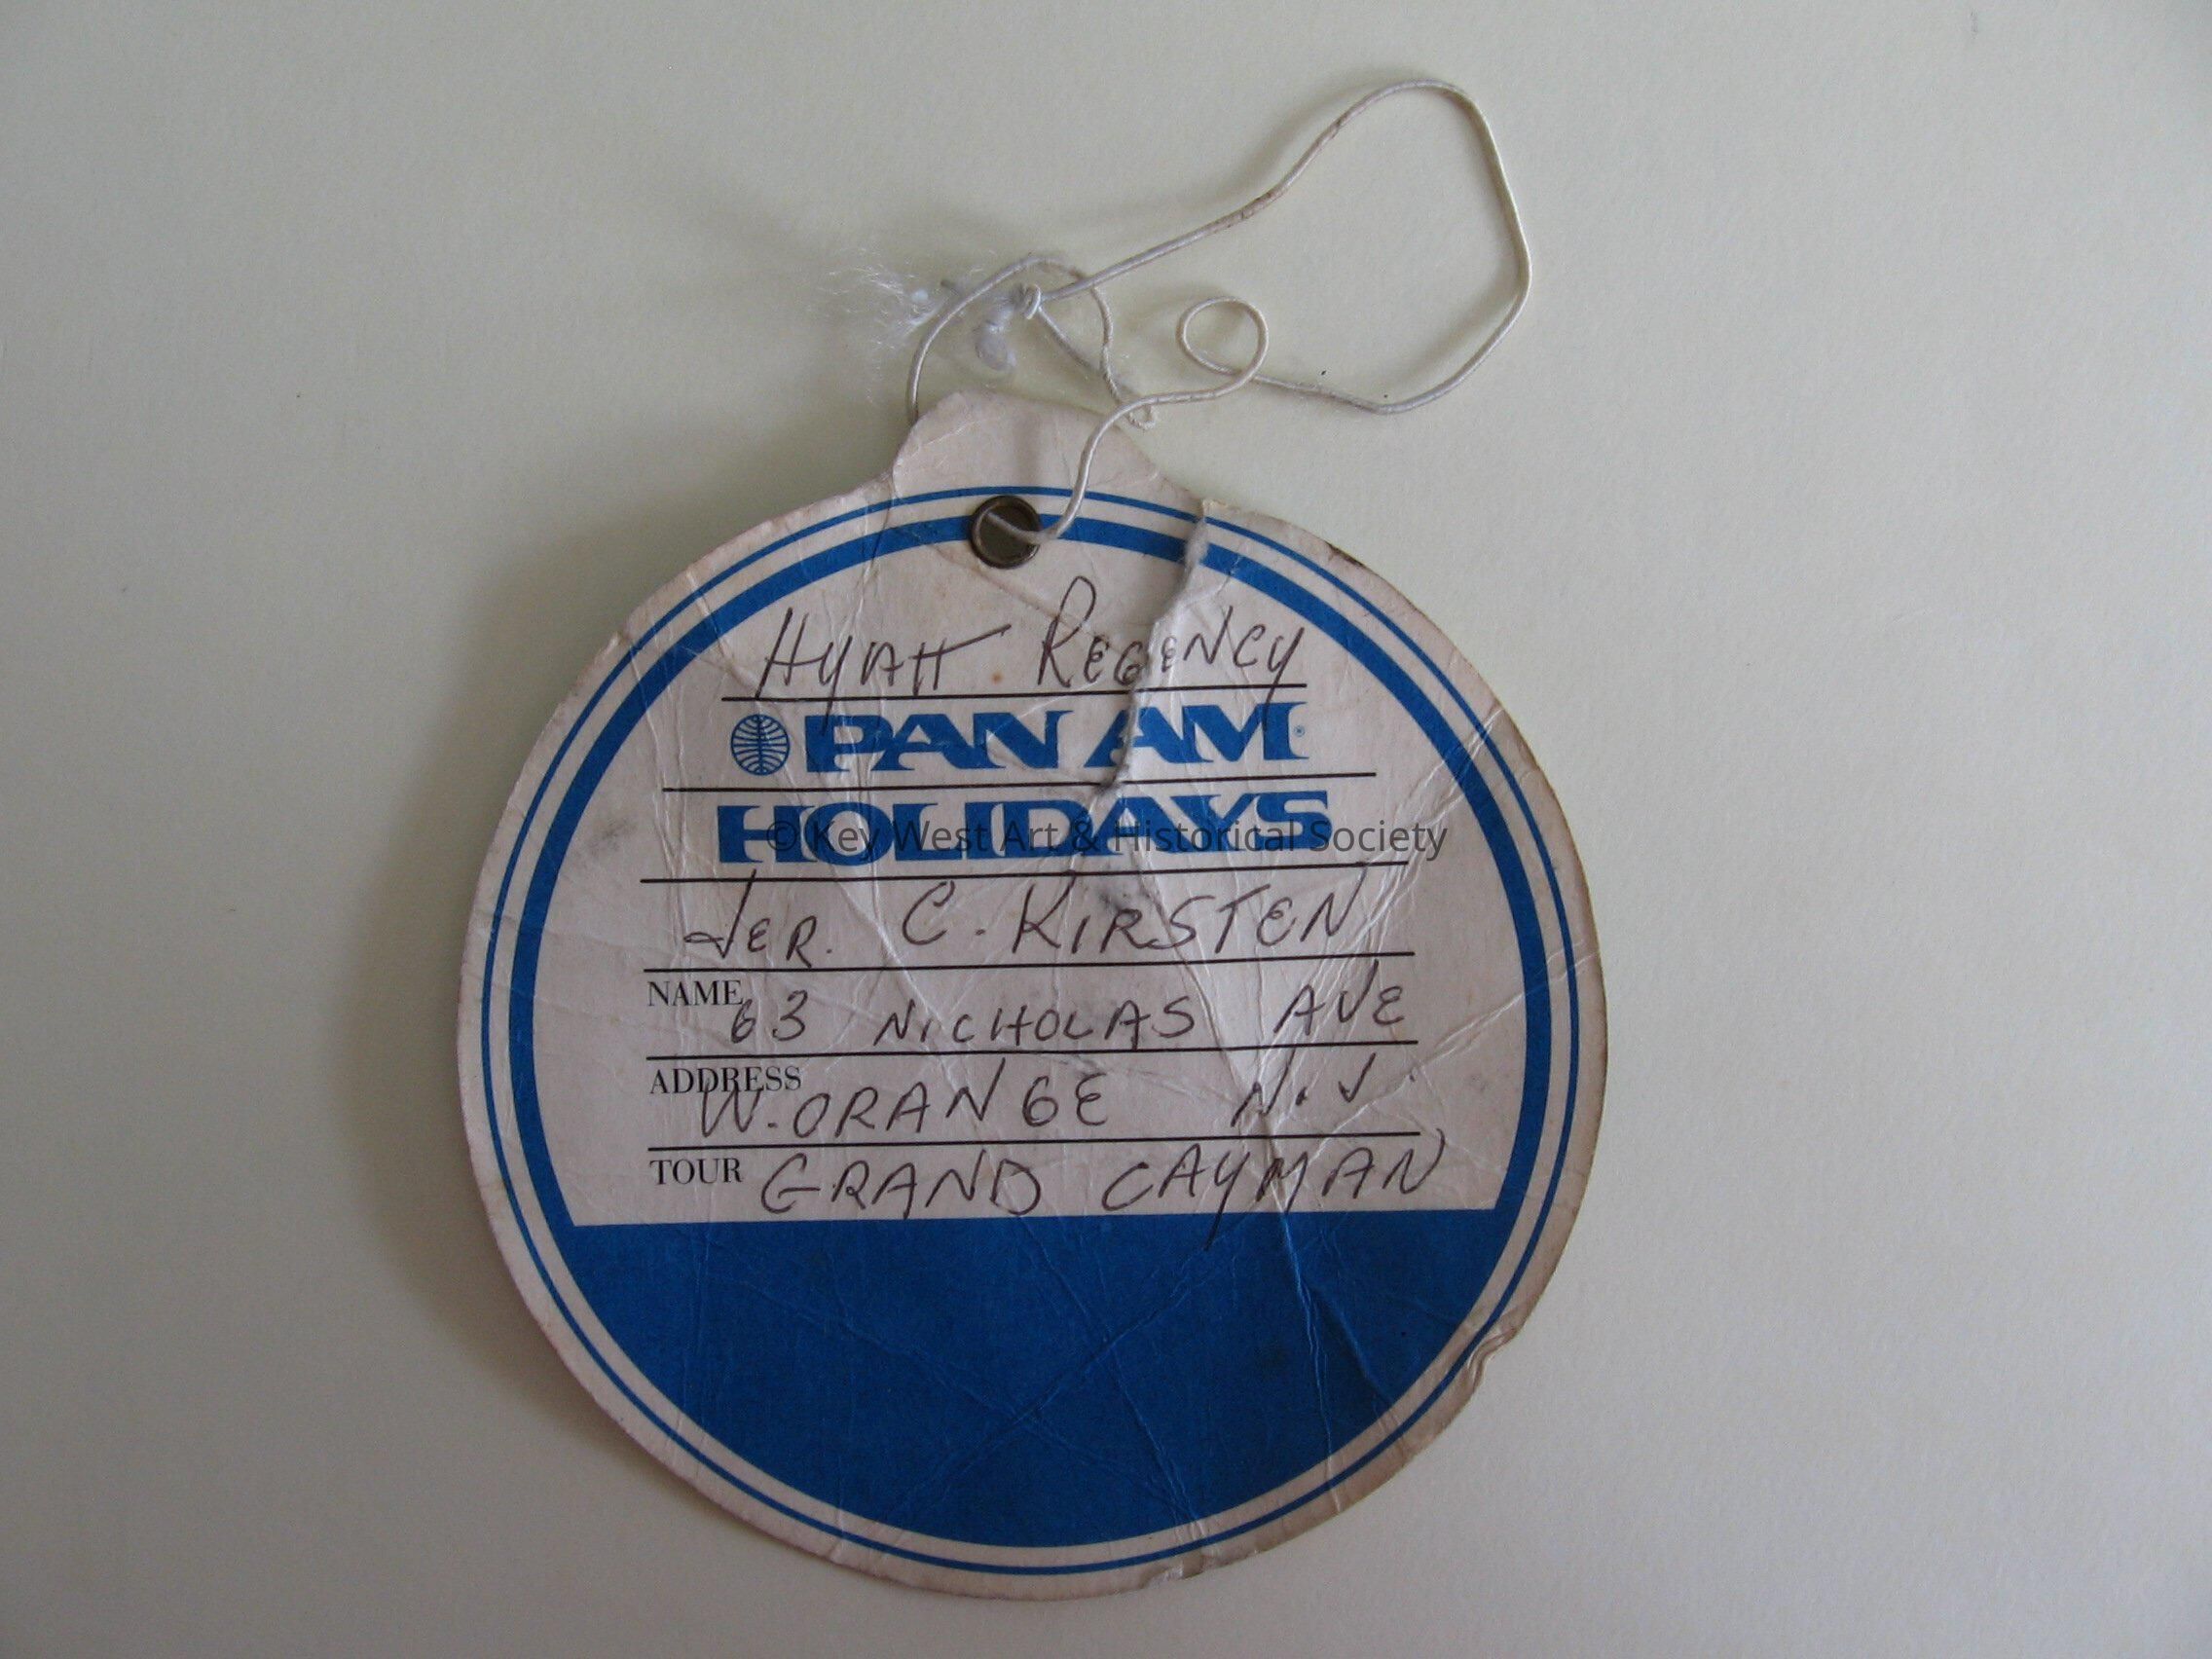 HYATT REGENCY
PAN AM®
HOLIDAYS
© Key West Art & Historical Society
JER. C. KIRSTEN
NAME
63 NICHOLAS AVE
ADDRESS
W. ORANGE N.J.
TOUR GRAND CAYMAN